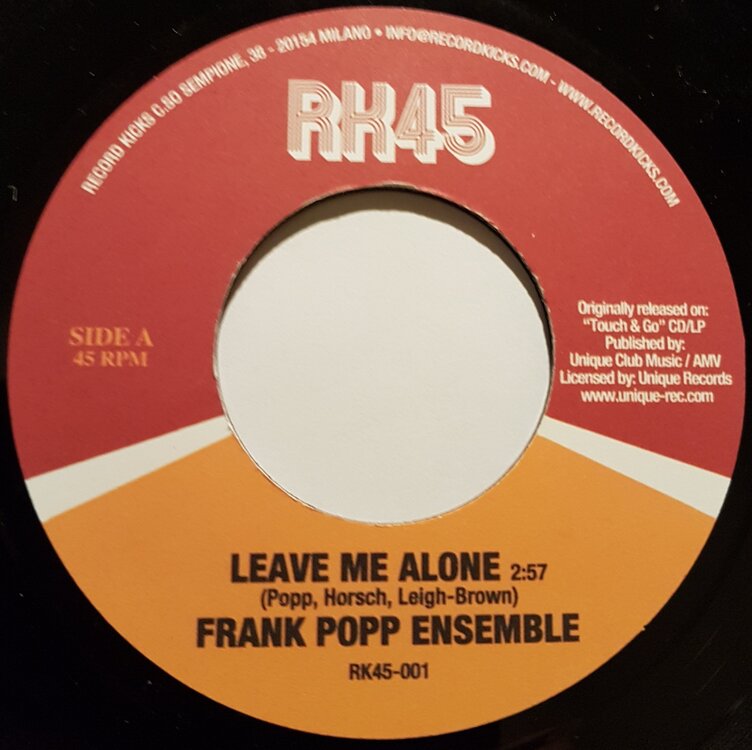 RECORD KICKS C.SO SEMPIONE, 38 - 20154 MILANO • INFO@RECORDKICKS.COM - WWW.RECORDKICKS.COM
RK45
SIDE A
45 RPM
Originally released on:
"Touch & Go" CD/LP
Published by:
Unique Club Music / AMV
Licensed by: Unique Records
www.unique-rec.com
LEAVE ME ALONE 2:57
(Popp, Horsch, Leigh-Brown)
FRANK POPP ENSEMBLE
RK45-001